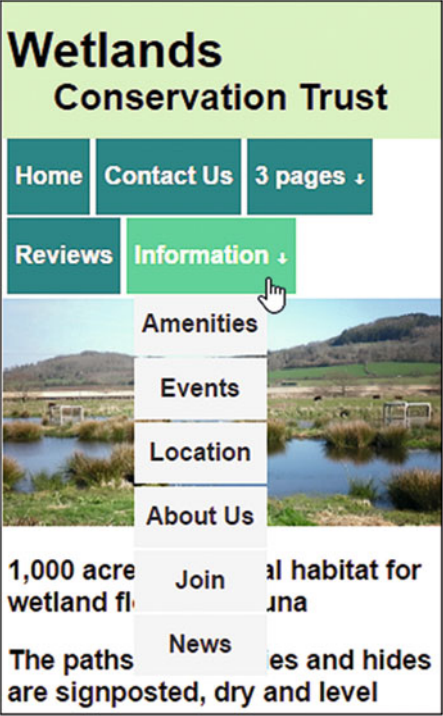 Wetlands
Conservation Trust
Home Contact Us 3 pages ↓
Reviews Information ↓
Amenities
Events
Location
About Us
Join
News
1,000 acre al habitat for
wetland fl una
The paths es and hides
are signposted, dry and level